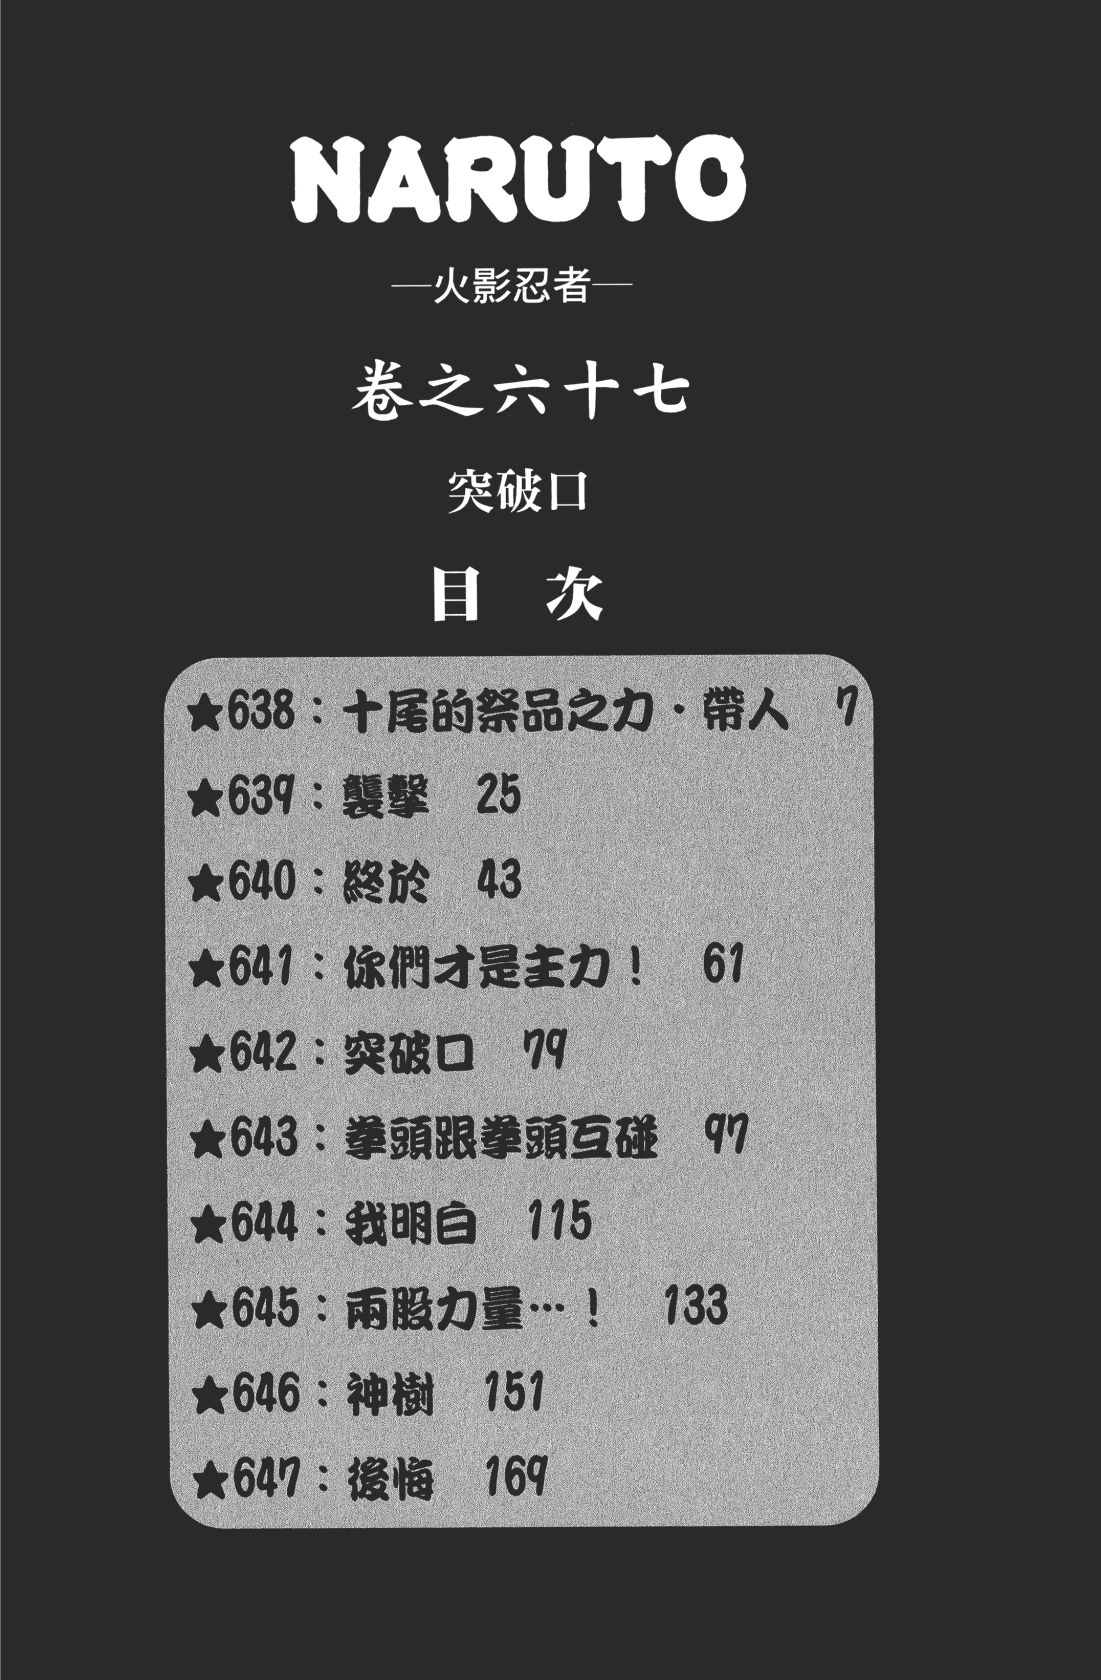 NARUTO
—火影忍者—
卷之六十七
突破口
目 次
★638：十尾的祭品之力・帶人 7
★639：襲擊 25
★640：終於 43
★641：你們才是主力！ 61
★642：突破口 79
★643：拳頭跟拳頭互碰 97
★644：我明白 115
★645：兩股力量…！ 133
★646：神樹 151
★647：後悔 169